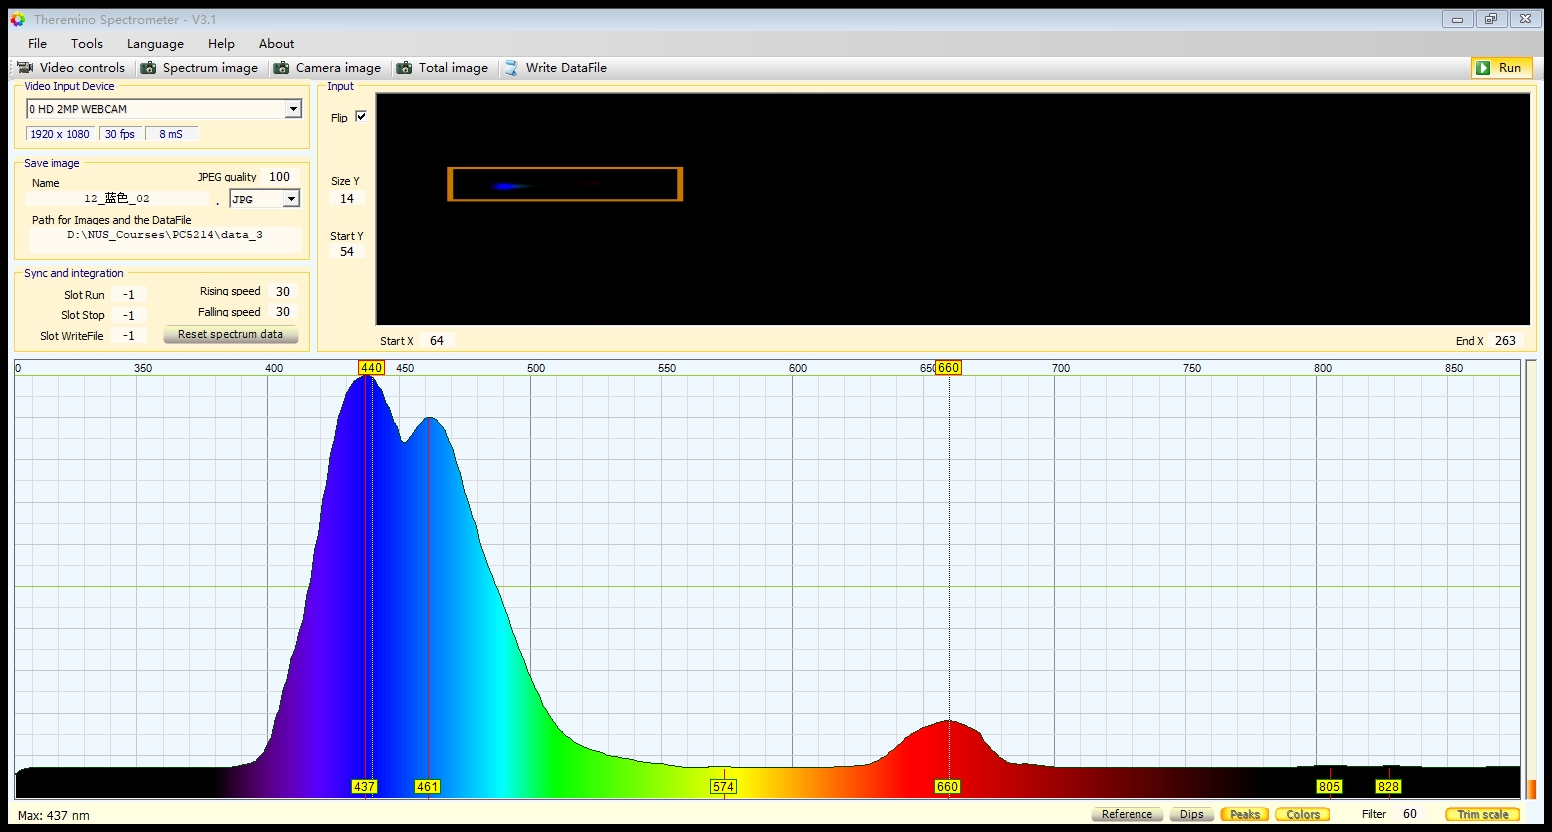 Theremino Spectrometer - V3.1
File Tools Language Help About
Video controls Spectrum image Camera image Total image Write DataFile Run
Video Input Device
0 HD 2MP WEBCAM
1920 x 1080 30 fps 8 mS
Save image
Name JPEG quality 100
12_蓝色_02 . JPG
Path for Images and the DataFile
D:\NUS_Courses\PC5214\data_3
Sync and integration
Slot Run -1 Rising speed 30
Slot Stop -1 Falling speed 30
Slot WriteFile -1 Reset spectrum data
Input
Flip
Size Y
14
Start Y
54
Start X 64 End X 263
0 350 400 440 450 500 550 600 650 660 700 750 800 850
437 461 574 660 805 828
Max: 437 nm Reference Dips Peaks Colors Filter 60 Trim scale